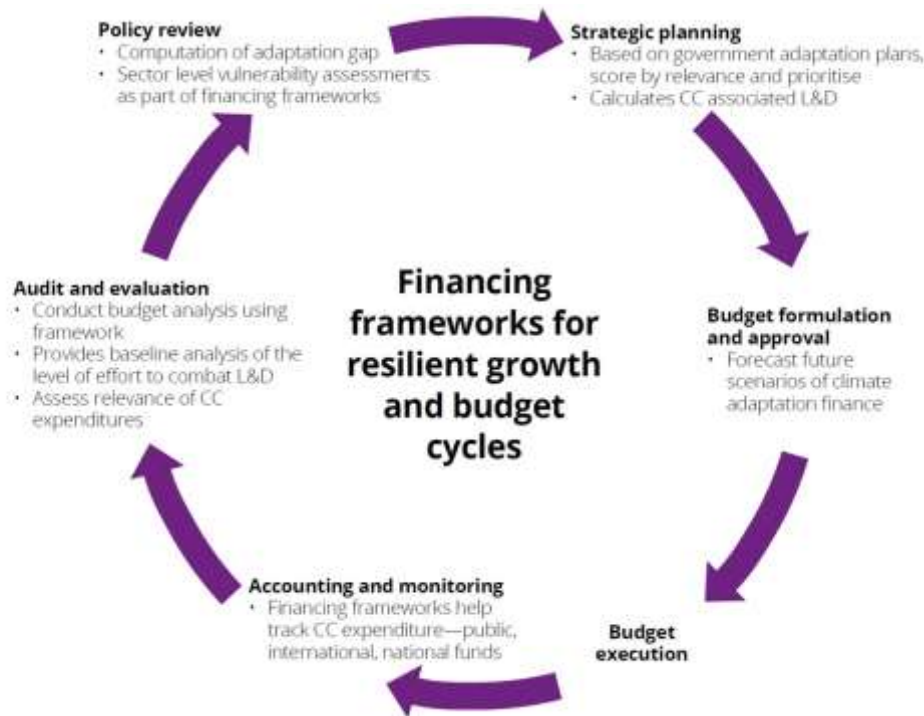 Policy review
• Computation of adaptation gap
• Sector level vulnerability assessments
as part of financing frameworks
Strategic planning
• Based on government adaptation plans,
score by relevance and prioritise
• Calculates CC associated L&D
Budget formulation
and approval
• Forecast future
scenarios of climate
adaptation finance
Budget
execution
Accounting and monitoring
• Financing frameworks help
track CC expenditure—public,
international, national funds
Audit and evaluation
• Conduct budget analysis using
framework
• Provides baseline analysis of the
level of effort to combat L&D
• Assess relevance of CC
expenditures
Financing
frameworks for
resilient growth
and budget
cycles